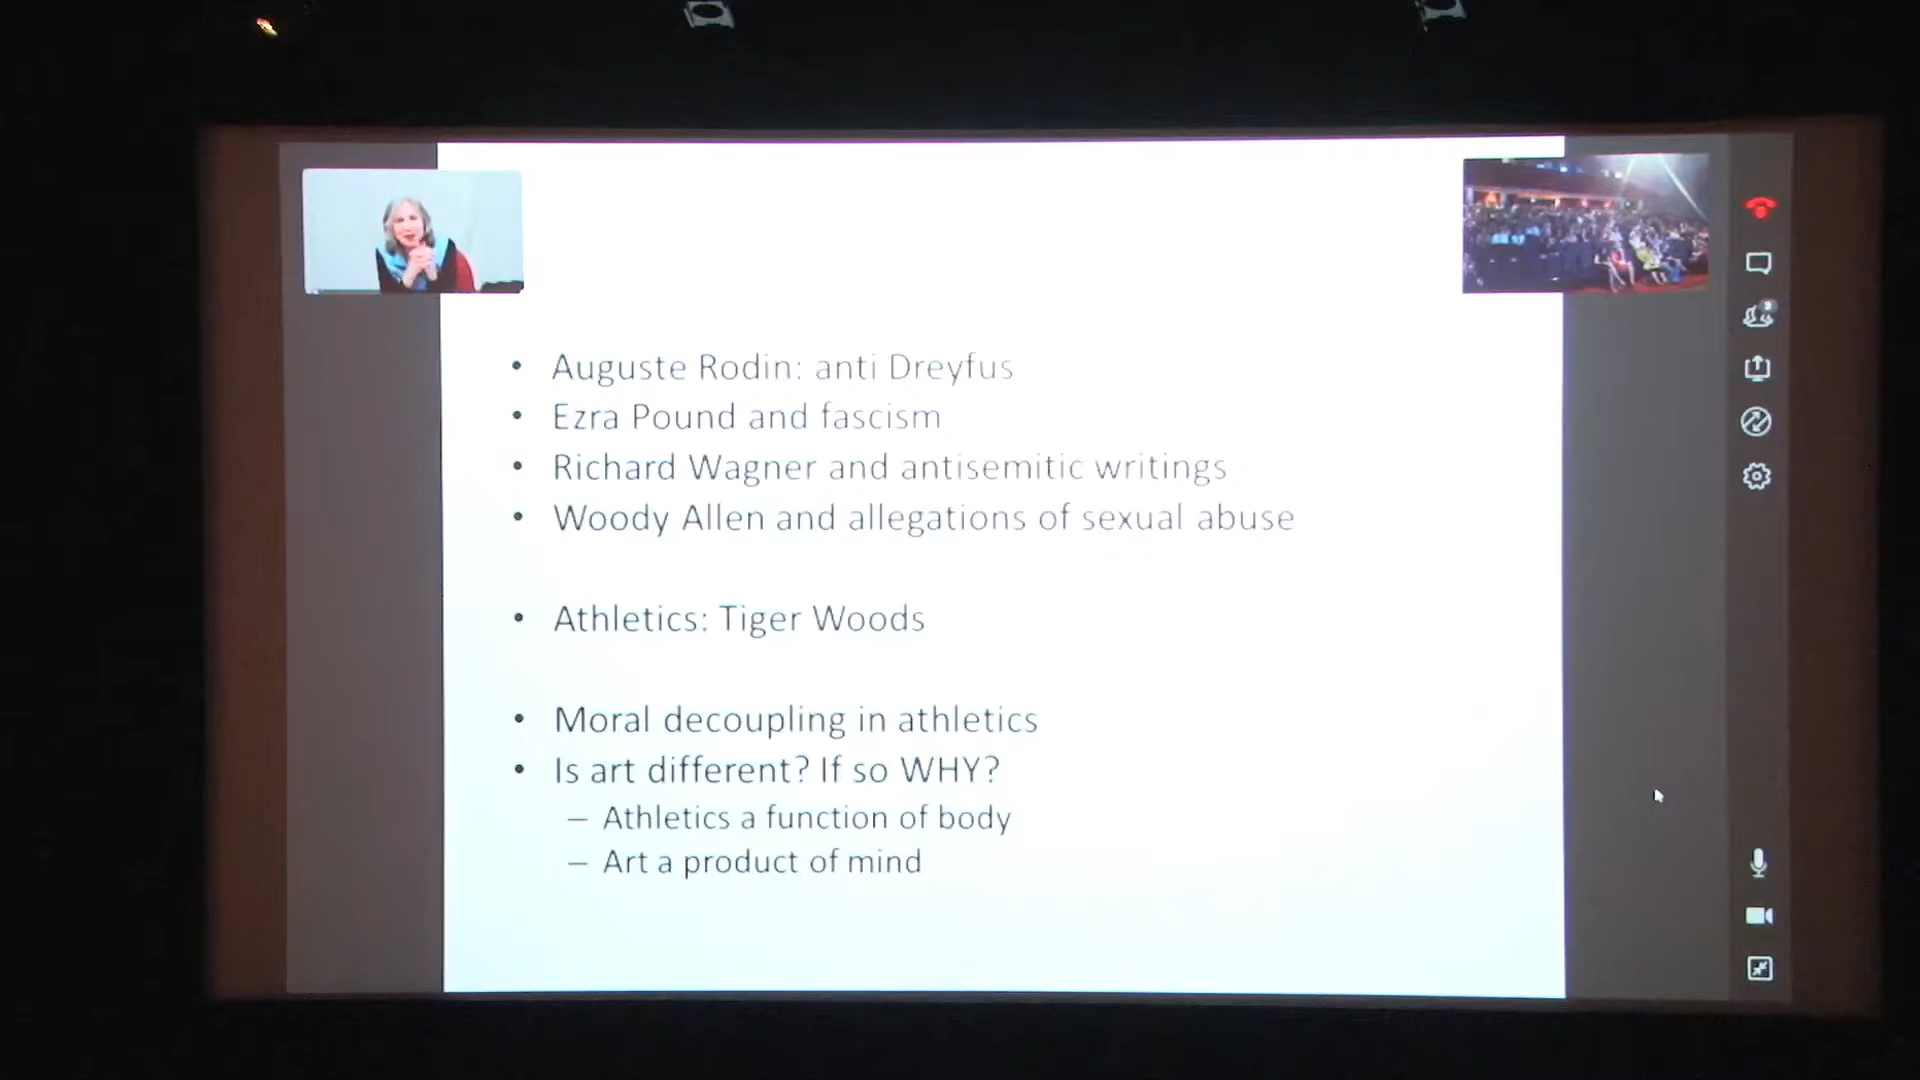 • Auguste Rodin: anti Dreyfus
• Ezra Pound and fascism
• Richard Wagner and antisemitic writings
• Woody Allen and allegations of sexual abuse
• Athletics: Tiger Woods
• Moral decoupling in athletics
• Is art different? If so WHY?
– Athletics a function of body
– Art a product of mind